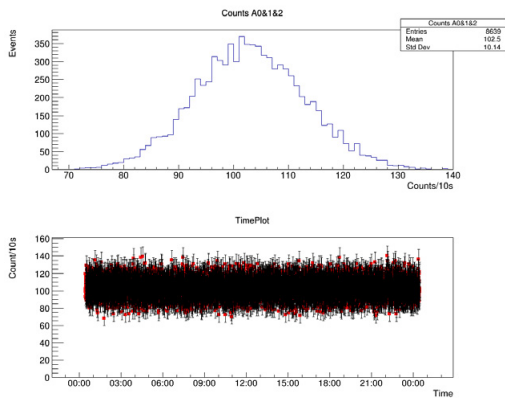 Counts A0&1&2
Counts A0&1&2
Entries 8639
Mean 102.5
Std Dev 10.14
Events
350
300
250
200
150
100
50
0
70 80 90 100 110 120 130 140
Counts/10s
TimePlot
Count/10s
160
140
120
100
80
60
40
20
0
00:00 03:00 06:00 09:00 12:00 15:00 18:00 21:00 00:00
Time